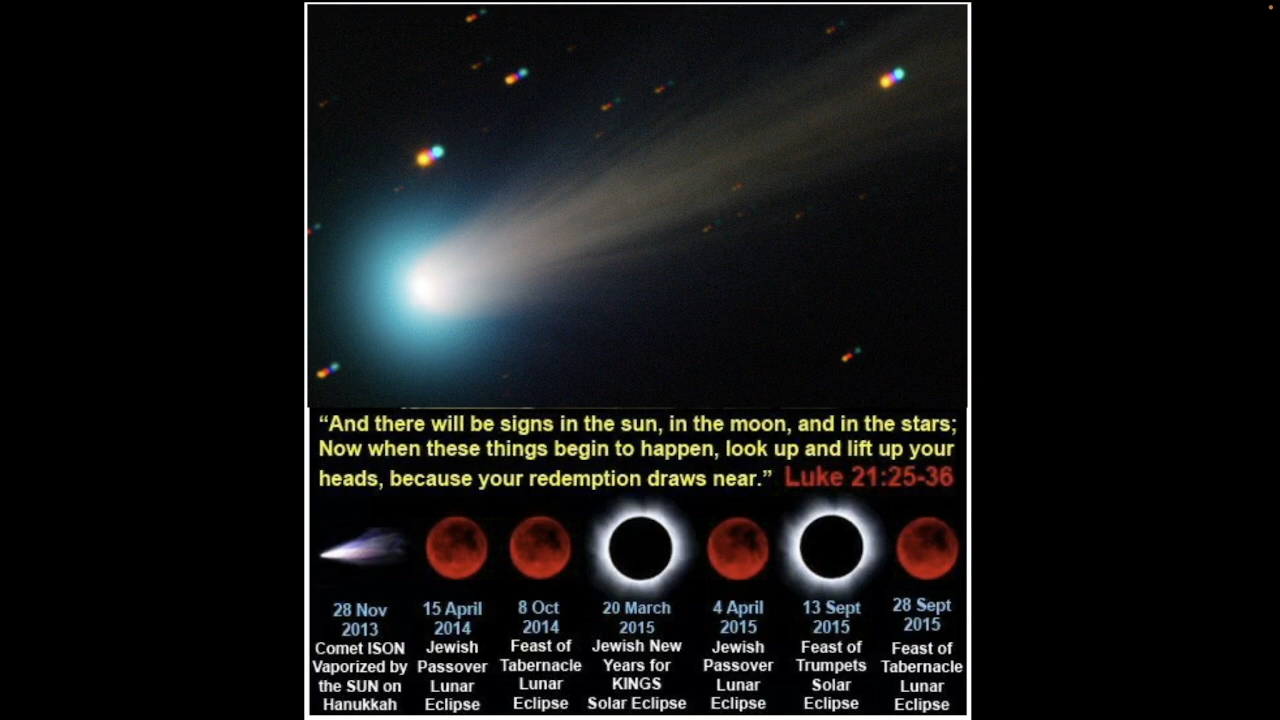 “And there will be signs in the sun, in the moon, and in the stars;
Now when these things begin to happen, look up and lift up your
heads, because your redemption draws near.” Luke 21:25-36
28 Nov
2013
Comet ISON
Vaporized by
the SUN on
Hanukkah
15 April
2014
Jewish
Passover
Lunar
Eclipse
8 Oct
2014
Feast of
Tabernacle
Lunar
Eclipse
20 March
2015
Jewish New
Years for
KINGS
Solar Eclipse
4 April
2015
Jewish
Passover
Lunar
Eclipse
13 Sept
2015
Feast of
Trumpets
Solar
Eclipse
28 Sept
2015
Feast of
Tabernacle
Lunar
Eclipse